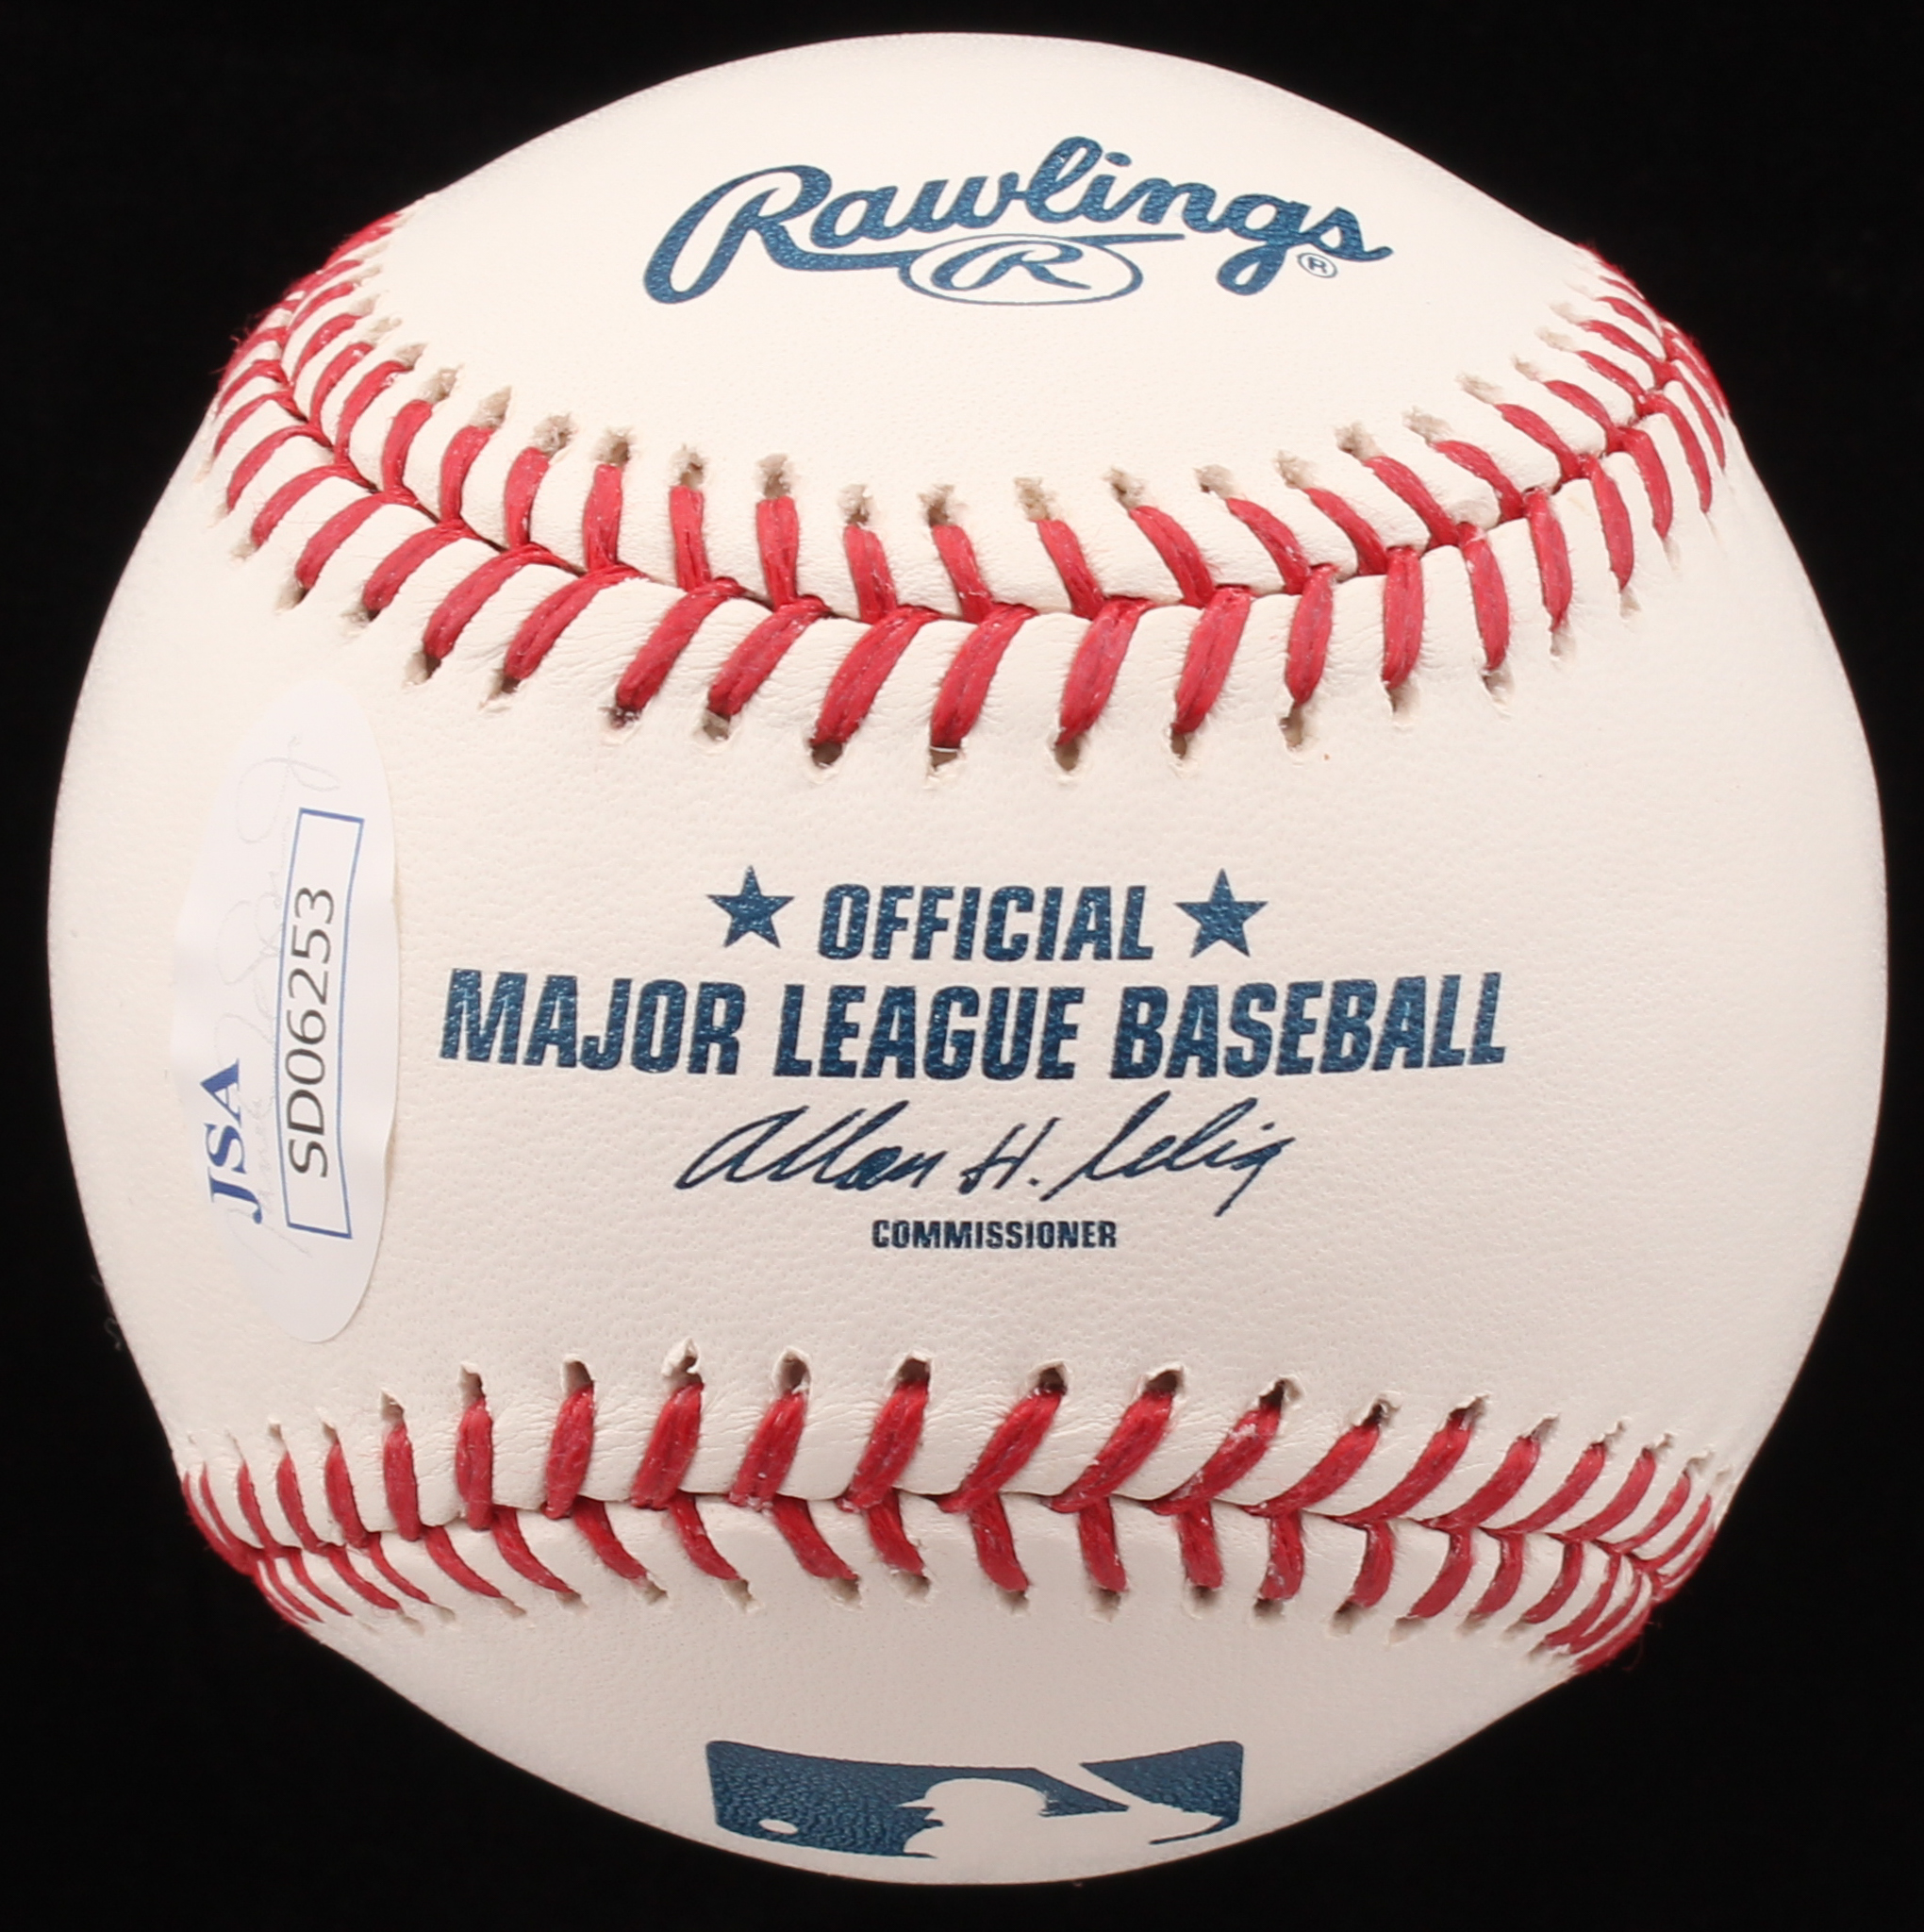 Rawlings
R
®
★ OFFICIAL ★
MAJOR LEAGUE BASEBALL
Allan H. Selig
COMMISSIONER
JSA
SD06253